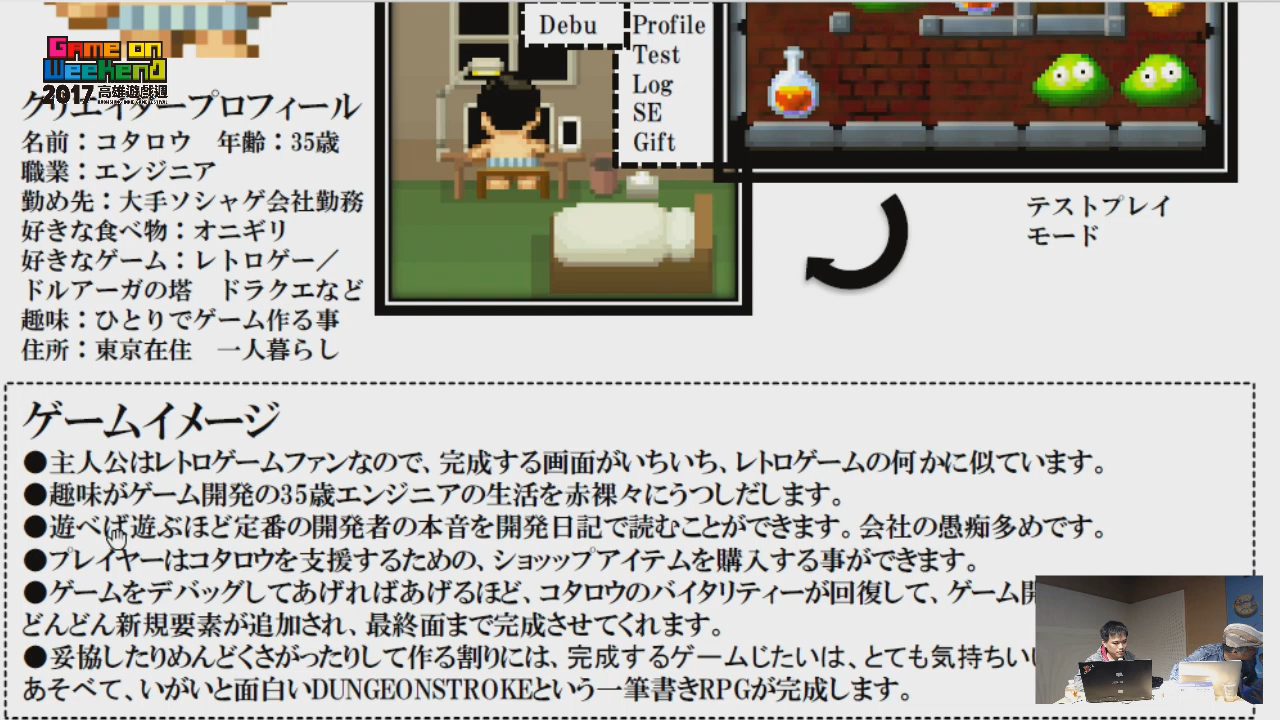 Game on
Weekend
2017 高雄遊戲週
クリエイタープロフィール
名前：コタロウ　年齢：35歳
職業：エンジニア
勤め先：大手ソシャゲ会社勤務
好きな食べ物：オニギリ
好きなゲーム：レトロゲー／
ドルアーガの塔　ドラクエなど
趣味：ひとりでゲーム作る事
住所：東京在住　一人暮らし
Debu
Profile
Test
Log
SE
Gift
テストプレイ
モード
ゲームイメージ
●主人公はレトロゲームファンなので、完成する画面がいちいち、レトロゲームの何かに似ています。
●趣味がゲーム開発の35歳エンジニアの生活を赤裸々にうつしだします。
●遊べば遊ぶほど定番の開発者の本音を開発日記で読むことができます。会社の愚痴多めです。
●プレイヤーはコタロウを支援するための、ショップアイテムを購入する事ができます。
●ゲームをデバッグしてあげればあげるほど、コタロウのバイタリティーが回復して、ゲーム開
どんどん新規要素が追加され、最終面まで完成させてくれます。
●妥協したりめんどくさがったりして作る割りには、完成するゲームじたいは、とても気持ちい
あそべて、いがいと面白いDUNGEONSTROKEという一筆書きRPGが完成します。